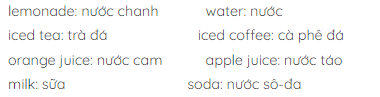 lemonade: nước chanh water: nước
iced tea: trà đá iced coffee: cà phê đá
orange juice: nước cam apple juice: nước táo
milk: sữa soda: nước sô-đa